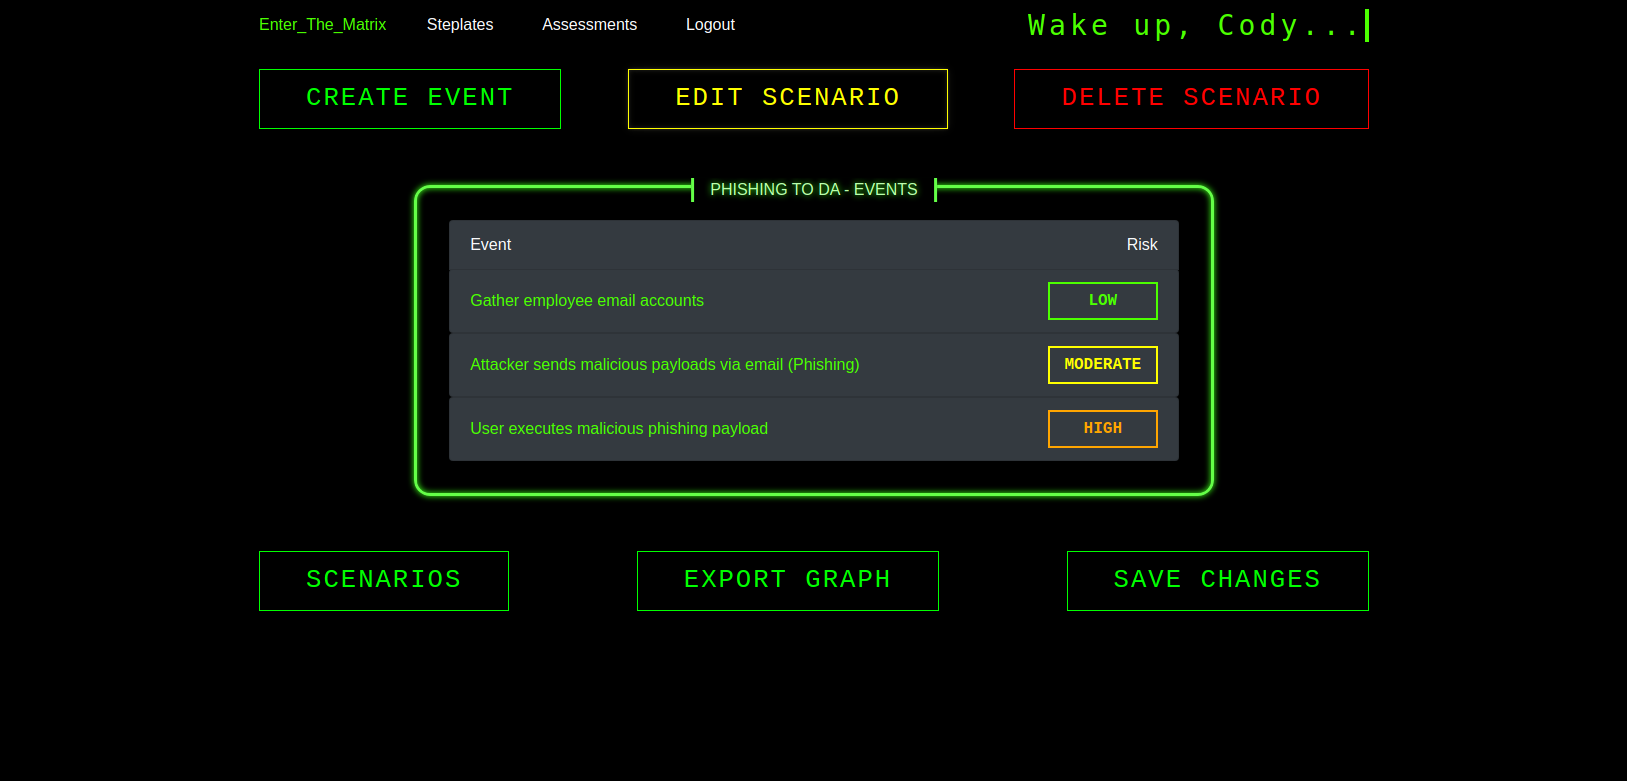 Enter_The_Matrix Steplates Assessments Logout Wake up, Cody...
CREATE EVENT EDIT SCENARIO DELETE SCENARIO
PHISHING TO DA - EVENTS
Event Risk
Gather employee email accounts LOW
Attacker sends malicious payloads via email (Phishing) MODERATE
User executes malicious phishing payload HIGH
SCENARIOS EXPORT GRAPH SAVE CHANGES